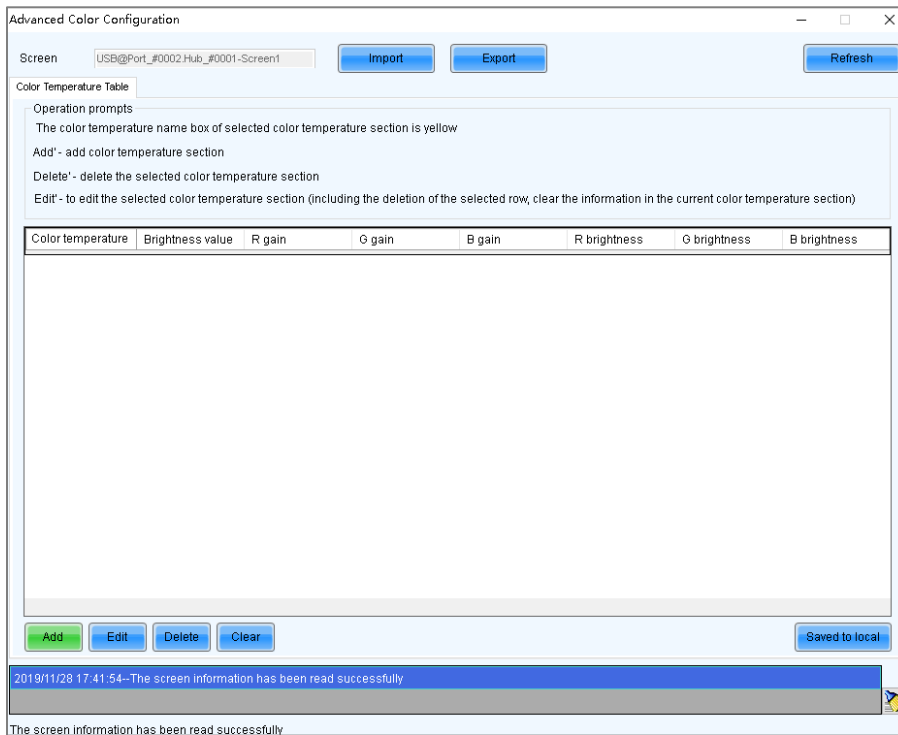 Advanced Color Configuration
Screen USB@Port_#0002.Hub_#0001-Screen1 Import Export Refresh
Color Temperature Table
Operation prompts
The color temperature name box of selected color temperature section is yellow
Add' - add color temperature section
Delete' - delete the selected color temperature section
Edit' - to edit the selected color temperature section (including the deletion of the selected row, clear the information in the current color temperature section)
Color temperature Brightness value R gain G gain B gain R brightness G brightness B brightness
Add Edit Delete Clear Saved to local
2019/11/28 17:41:54--The screen information has been read successfully
The screen information has been read successfully